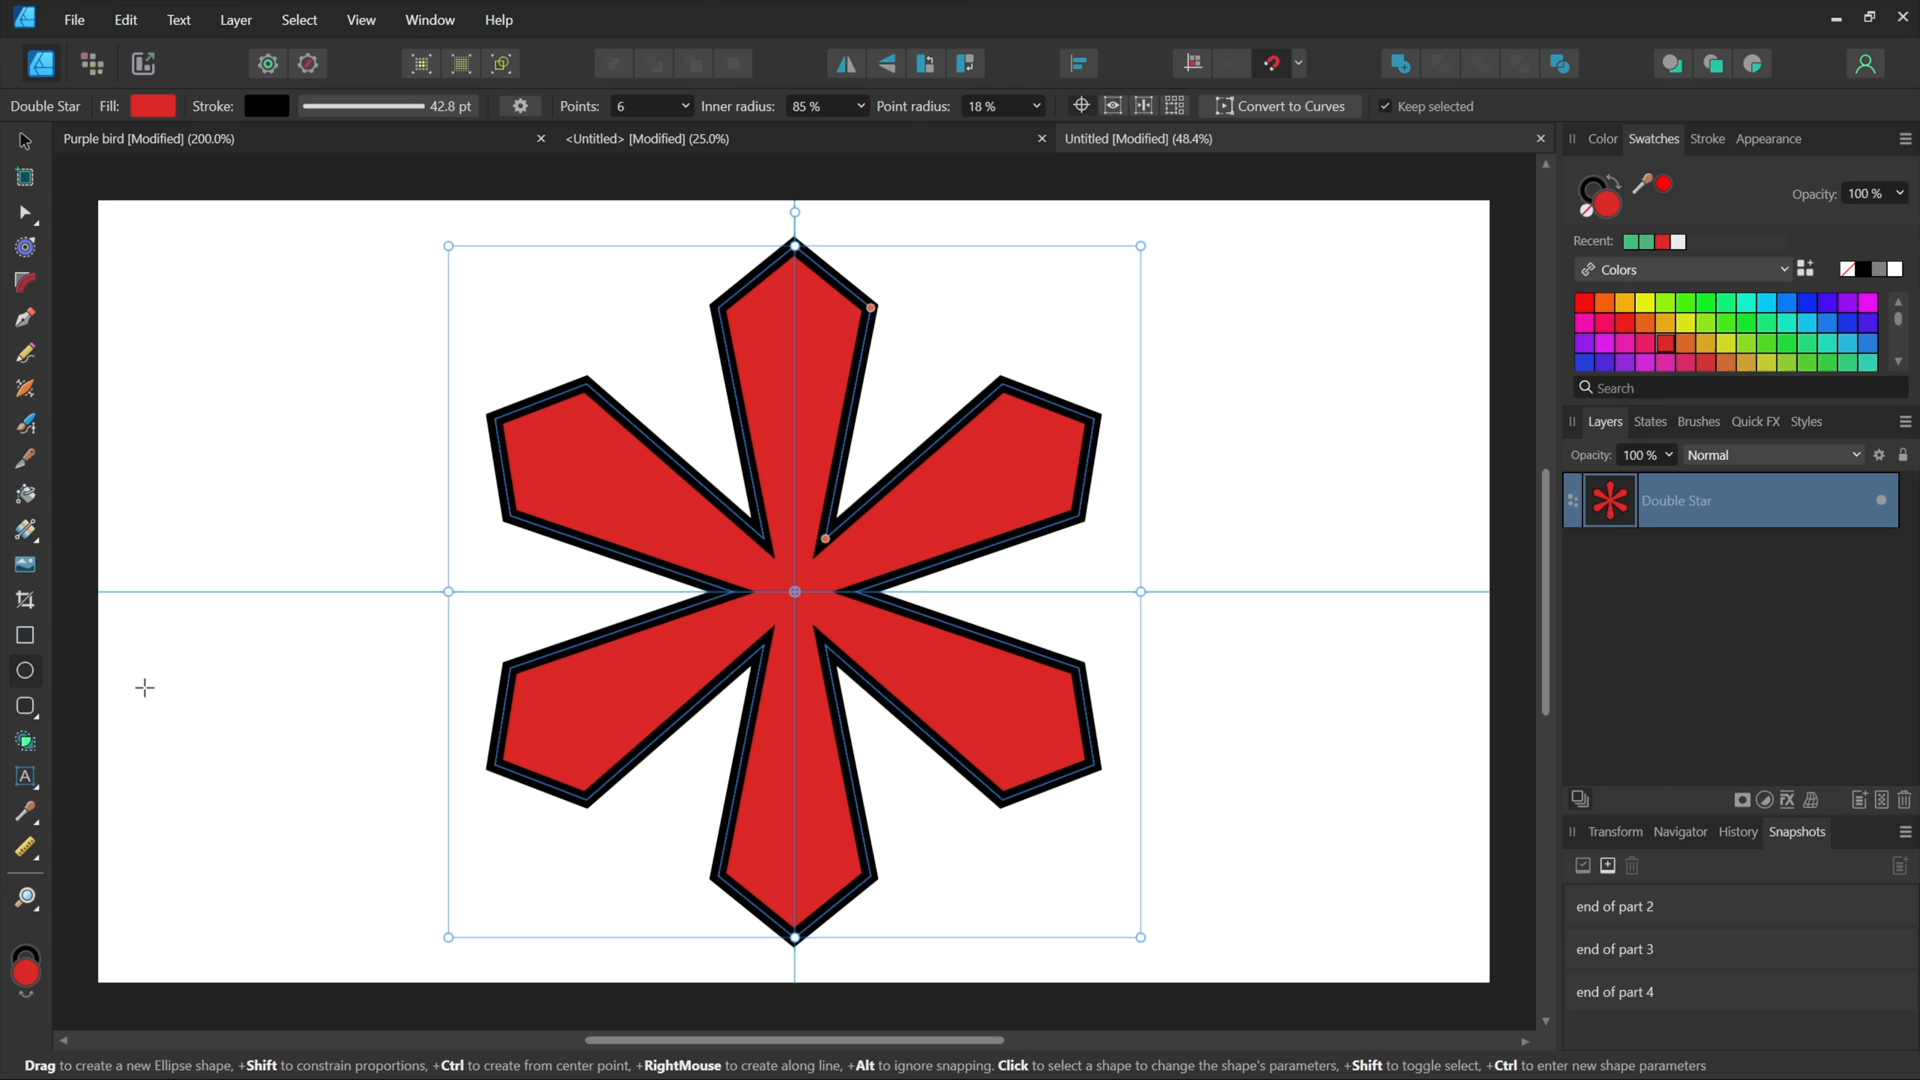 File Edit Text Layer Select View Window Help
Double Star Fill: Stroke: 42.8 pt Points: 6 Inner radius: 85 % Point radius: 18 % Convert to Curves Keep selected
Purple bird [Modified] (200.0%) <Untitled> [Modified] (25.0%) Untitled [Modified] (48.4%)
Color Swatches Stroke Appearance
Opacity: 100 %
Recent:
Colors
Search
Layers States Brushes Quick FX Styles
Opacity: 100 % Normal
Double Star
Transform Navigator History Snapshots
end of part 2
end of part 3
end of part 4
Drag to create a new Ellipse shape, +Shift to constrain proportions, +Ctrl to create from center point, +RightMouse to create along line, +Alt to ignore snapping. Click to select a shape to change the shape's parameters, +Shift to toggle select, +Ctrl to enter new shape parameters